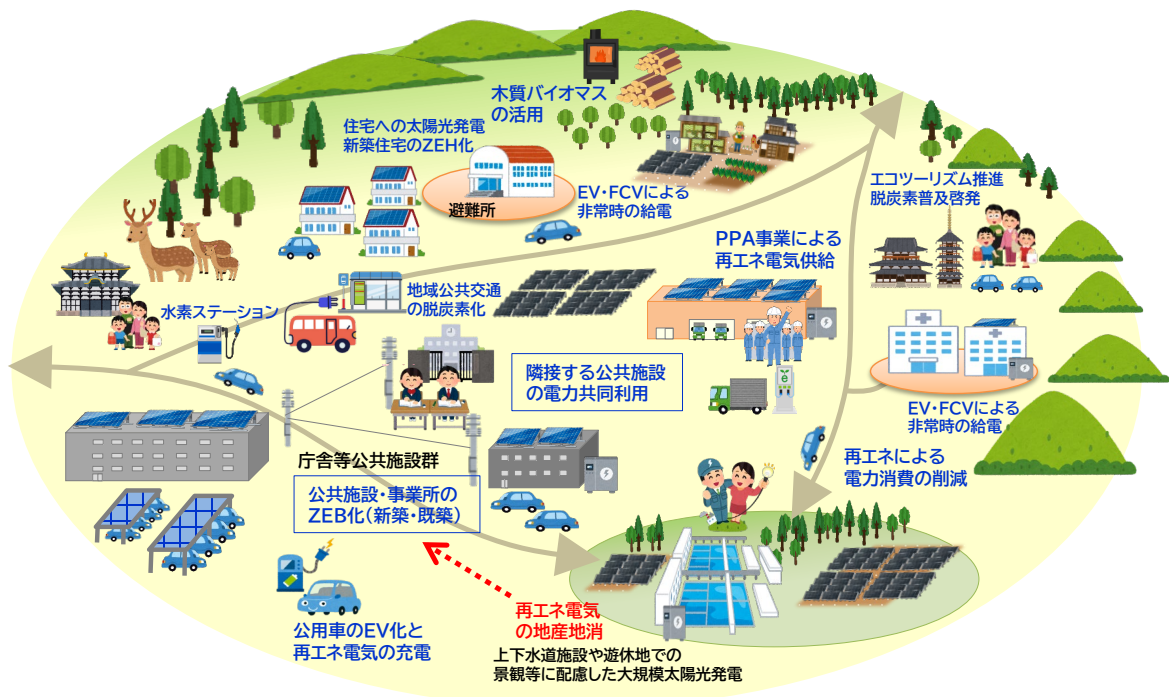 木質バイオマス
の活用
住宅への太陽光発電
新築住宅のZEH化
避難所
EV・FCVによる
非常時の給電
エコツーリズム推進
脱炭素普及啓発
PPA事業による
再エネ電気供給
水素ステーション
地域公共交通
の脱炭素化
隣接する公共施設
の電力共同利用
EV・FCVによる
非常時の給電
庁舎等公共施設群
公共施設・事業所の
ZEB化(新築・既築)
再エネによる
電力消費の削減
公用車のEV化と
再エネ電気の充電
再エネ電気
の地産地消
上下水道施設や遊休地での
景観等に配慮した大規模太陽光発電